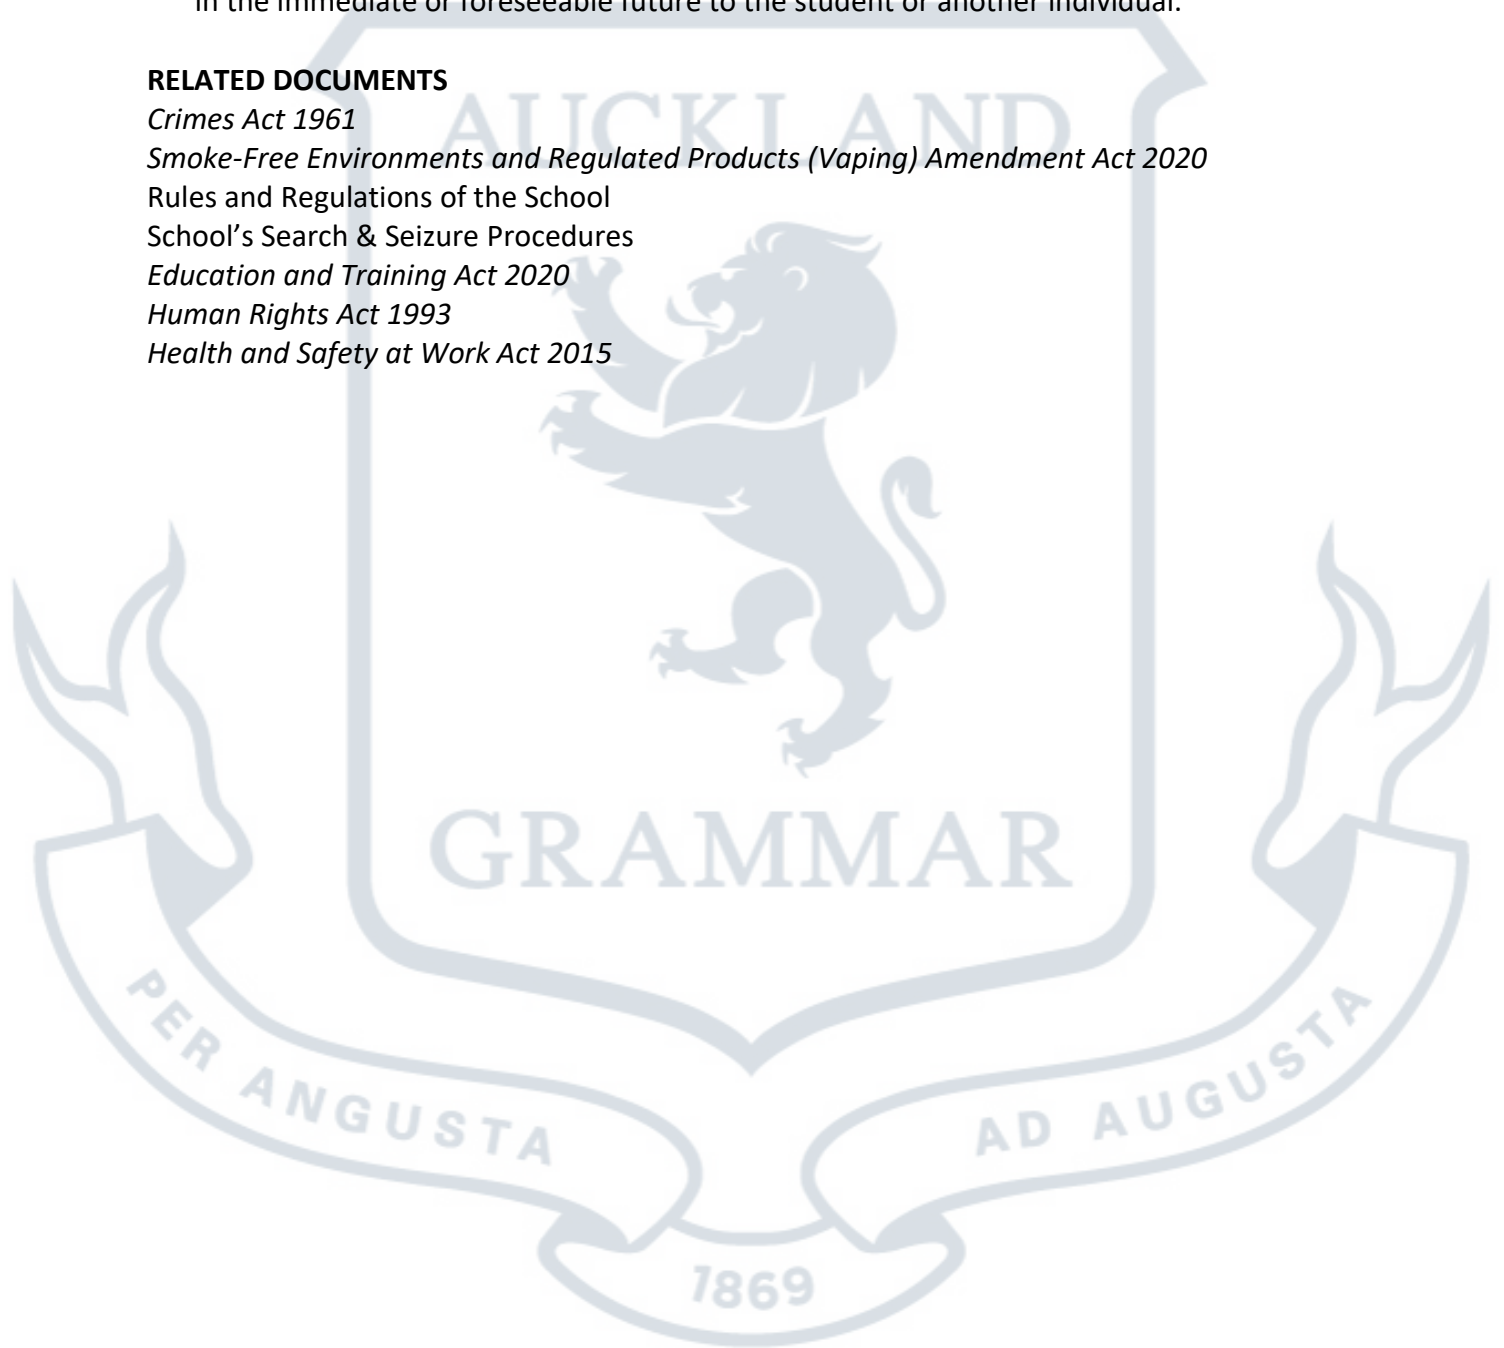 in the immediate or foreseeable future to the student or another individual.
RELATED DOCUMENTS
Crimes Act 1961
Smoke-Free Environments and Regulated Products (Vaping) Amendment Act 2020
Rules and Regulations of the School
School’s Search & Seizure Procedures
Education and Training Act 2020
Human Rights Act 1993
Health and Safety at Work Act 2015
AUCKLAND
GRAMMAR
PER ANGUSTA AD AUGUSTA
1869